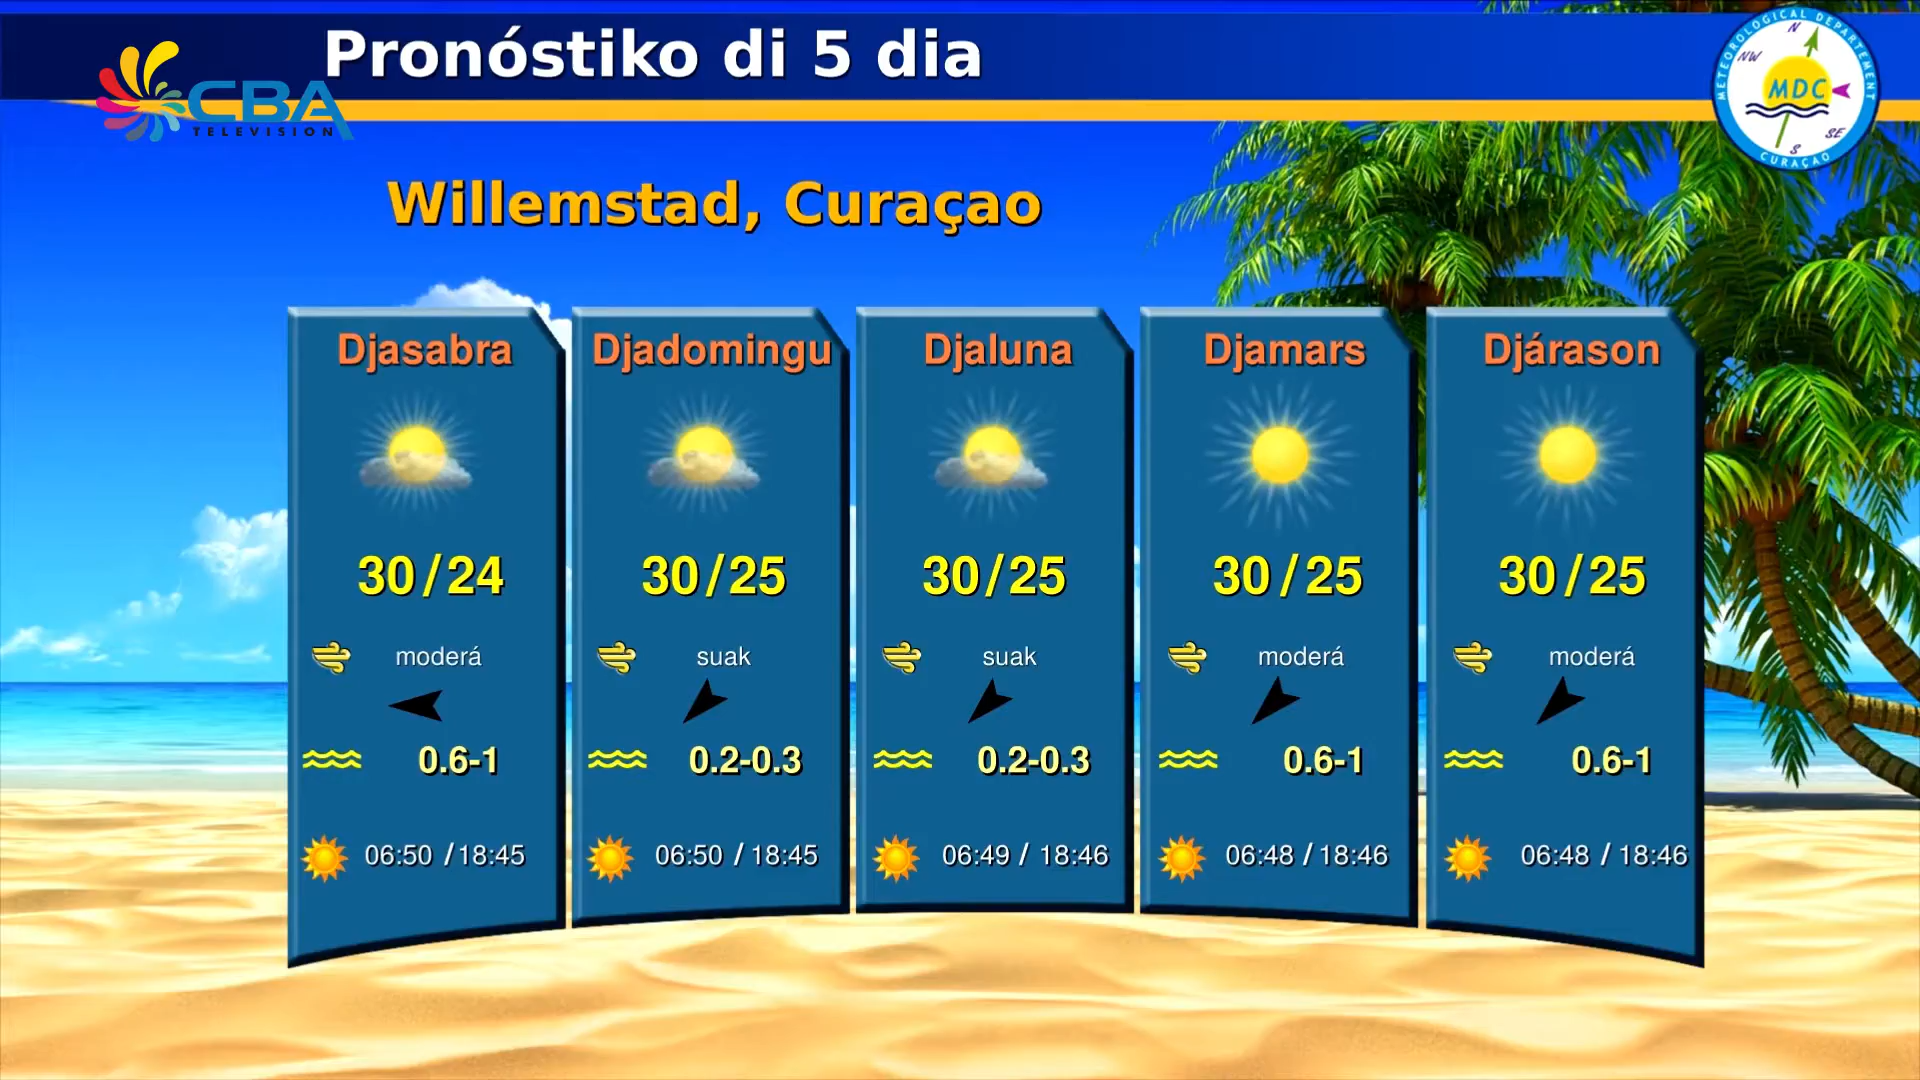 Pronóstiko di 5 dia
CBA
TELEVISION
METEOROLOGICAL DEPARTEMENT
CURAÇAO
N
NW
MDC
SE
S
Willemstad, Curaçao
Djasabra Djadomingu Djaluna Djamars Djárason
30/24 30/25 30/25 30/25 30/25
moderá suak suak moderá moderá
0.6-1 0.2-0.3 0.2-0.3 0.6-1 0.6-1
06:50 / 18:45 06:50 / 18:45 06:49 / 18:46 06:48 / 18:46 06:48 / 18:46